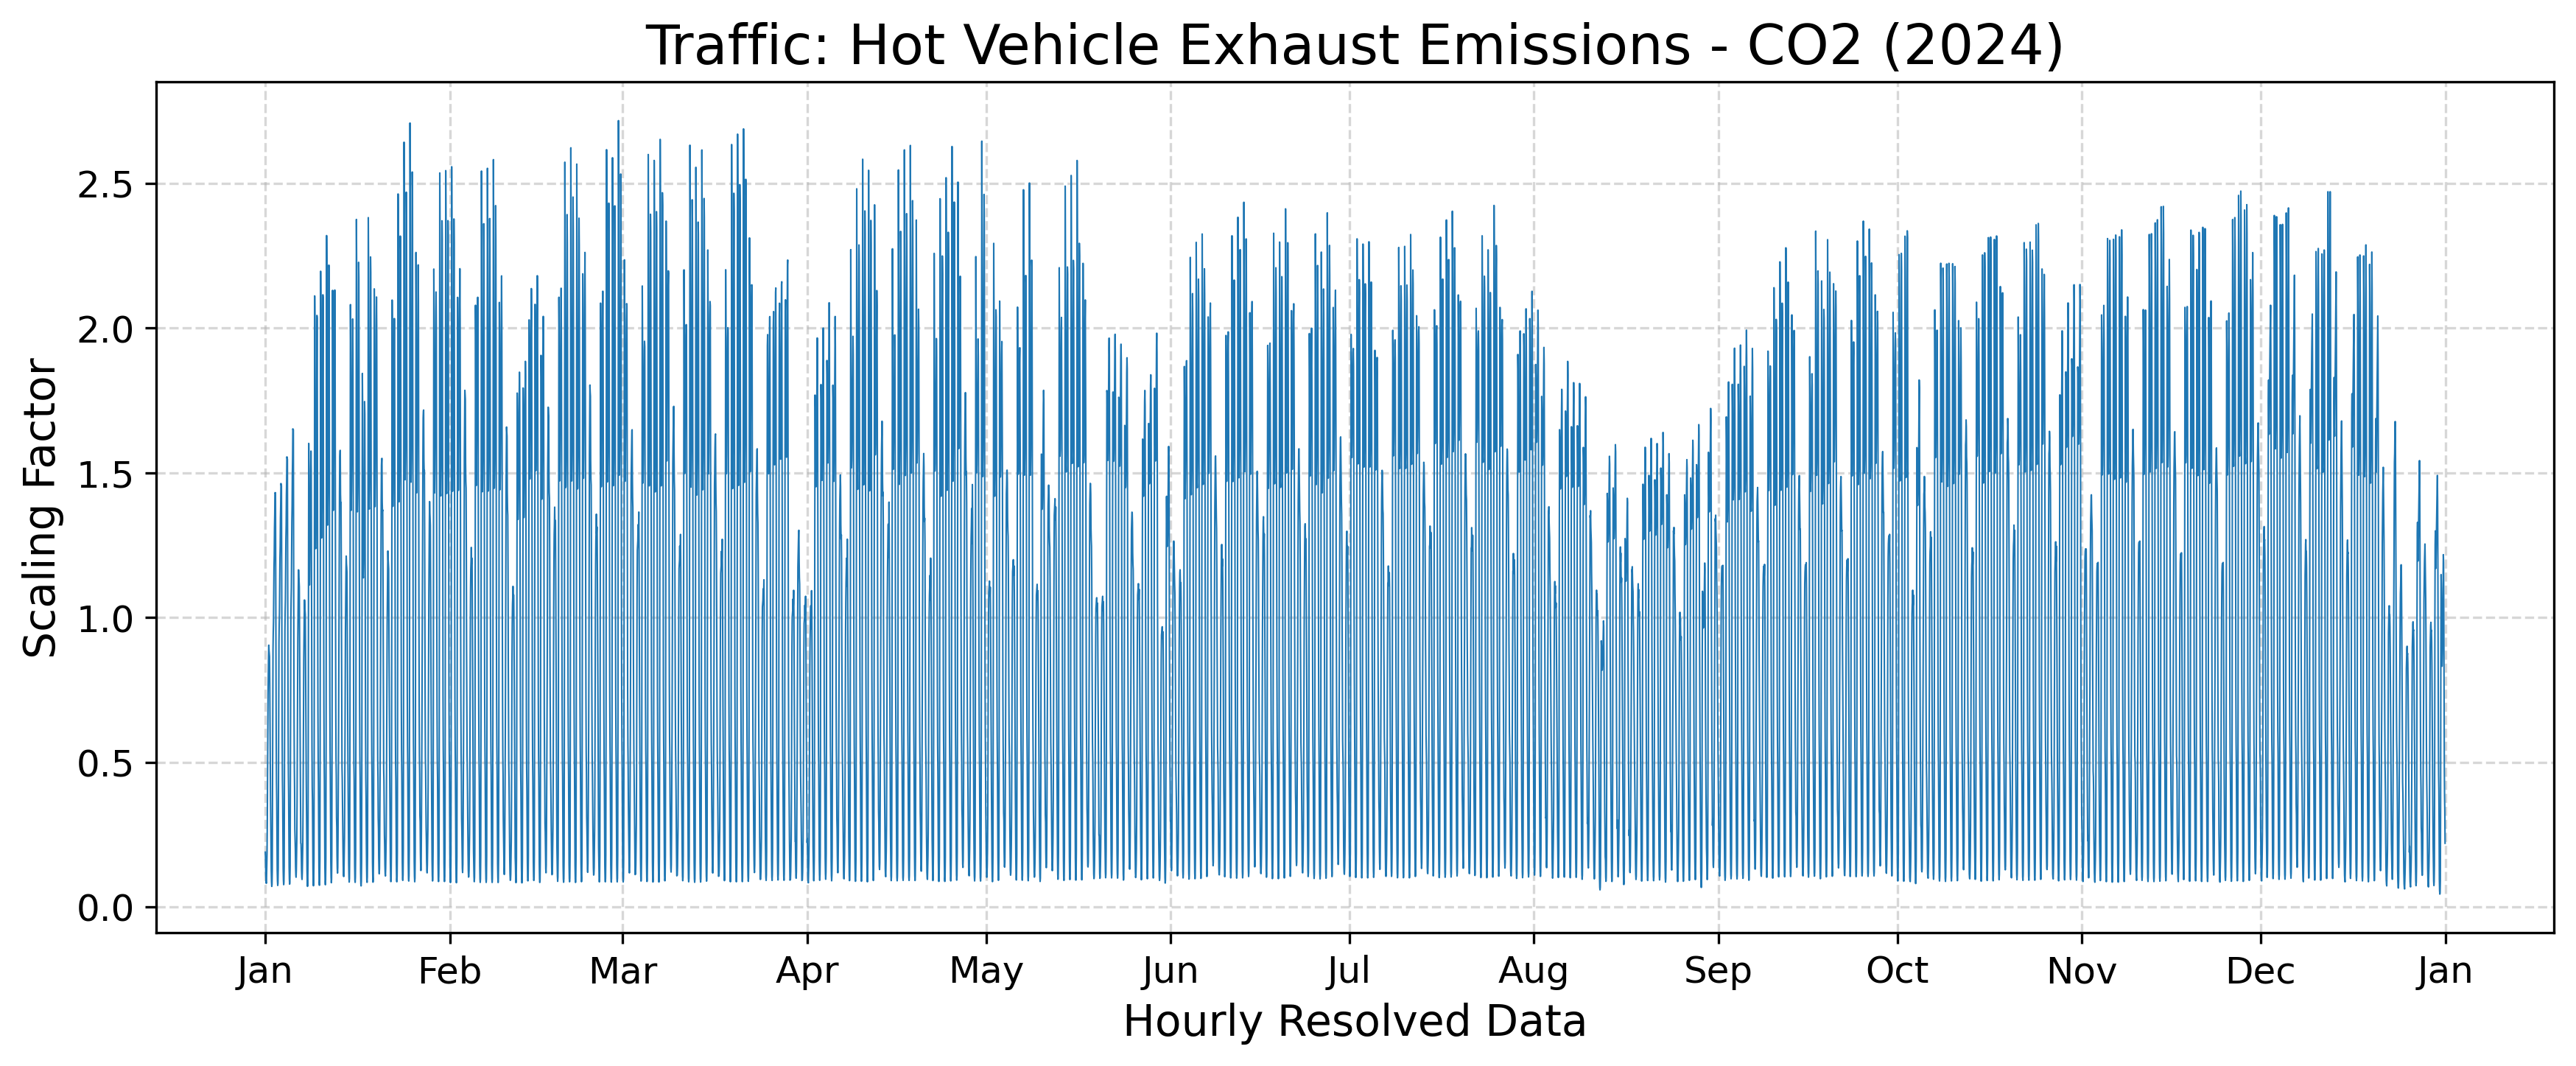 Traffic: Hot Vehicle Exhaust Emissions - CO2 (2024)
Scaling Factor
2.5
2.0
1.5
1.0
0.5
0.0
Jan Feb Mar Apr May Jun Jul Aug Sep Oct Nov Dec Jan
Hourly Resolved Data